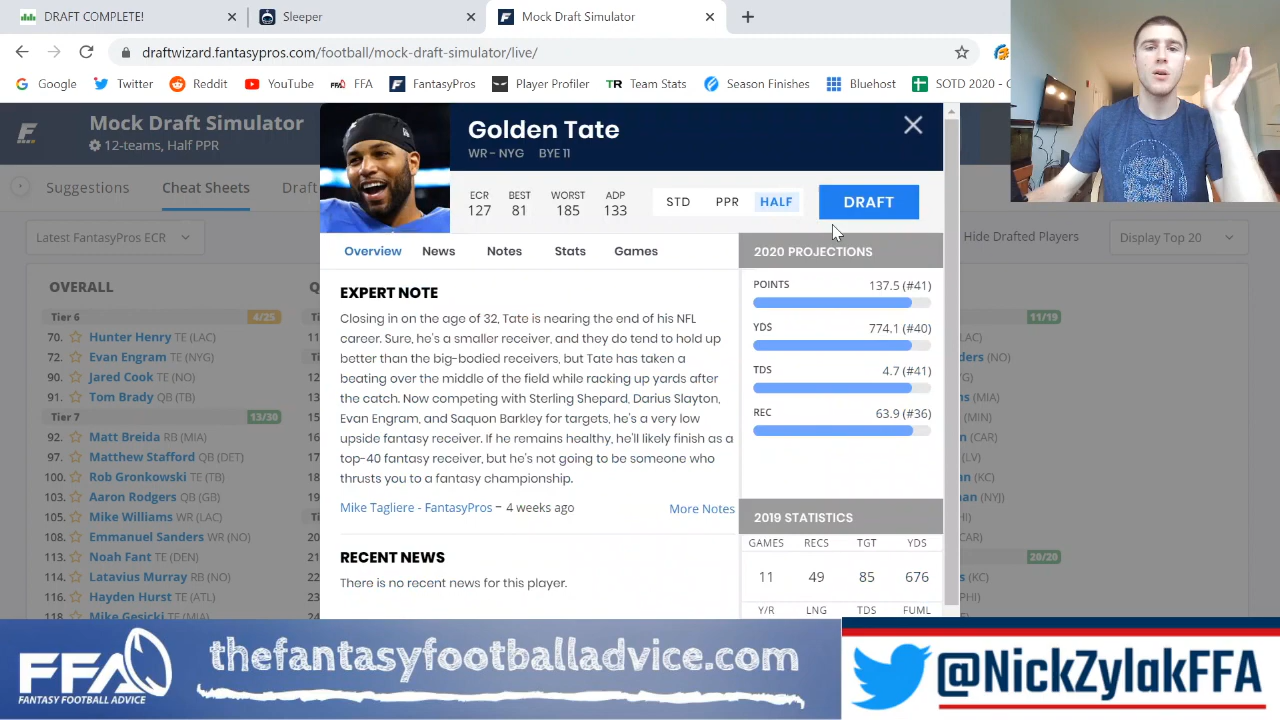 DRAFT COMPLETE!
Sleeper
Mock Draft Simulator
draftwizard.fantasypros.com/football/mock-draft-simulator/live/
Google
Twitter
Reddit
YouTube
FFA
FantasyPros
Player Profiler
Team Stats
Season Finishes
Bluehost
SOTD 2020 -
Mock Draft Simulator
12-teams, Half PPR
Suggestions
Cheat Sheets
Draft
Latest FantasyPros ECR
Hide Drafted Players
Display Top 20
Golden Tate
WR - NYG BYE 11
ECR
127
BEST
81
WORST
185
ADP
133
STD
PPR
HALF
DRAFT
Overview
News
Notes
Stats
Games
EXPERT NOTE
Closing in on the age of 32, Tate is nearing the end of his NFL
career. Sure, he's a smaller receiver, and they do tend to hold up
better than the big-bodied receivers, but Tate has taken a
beating over the middle of the field while racking up yards after
the catch. Now competing with Sterling Shepard, Darius Slayton,
Evan Engram, and Saquon Barkley for targets, he's a very low
upside fantasy receiver. If he remains healthy, he'll likely finish as a
top-40 fantasy receiver, but he's not going to be someone who
thrusts you to a fantasy championship.
Mike Tagliere - FantasyPros - 4 weeks ago
More Notes
RECENT NEWS
There is no recent news for this player.
2020 PROJECTIONS
POINTS 137.5 (#41)
YDS 774.1 (#40)
TDS 4.7 (#41)
REC 63.9 (#36)
2019 STATISTICS
GAMES RECS TGT YDS
11 49 85 676
Y/R LNG TDS FUML
OVERALL
Tier 6 4/25
70. Hunter Henry TE (LAC)
72. Evan Engram TE (NYG)
90. Jared Cook TE (NO)
91. Tom Brady QB (TB)
Tier 7 13/30
92. Matt Breida RB (MIA)
97. Matthew Stafford QB (DET)
100. Rob Gronkowski TE (TB)
103. Aaron Rodgers QB (GB)
105. Mike Williams WR (LAC)
108. Emmanuel Sanders WR (NO)
113. Noah Fant TE (DEN)
114. Latavius Murray RB (NO)
116. Hayden Hurst TE (ATL)
118. Mike Gesicki TE (MIA)
11/19
(NO)
(MIA)
(MIN)
(CAR)
(LV)
(KC)
(NYJ)
20/20
(KC)
(CAR)
FFA
FANTASY FOOTBALL ADVICE
thefantasyfootballadvice.com
@NickZylakFFA